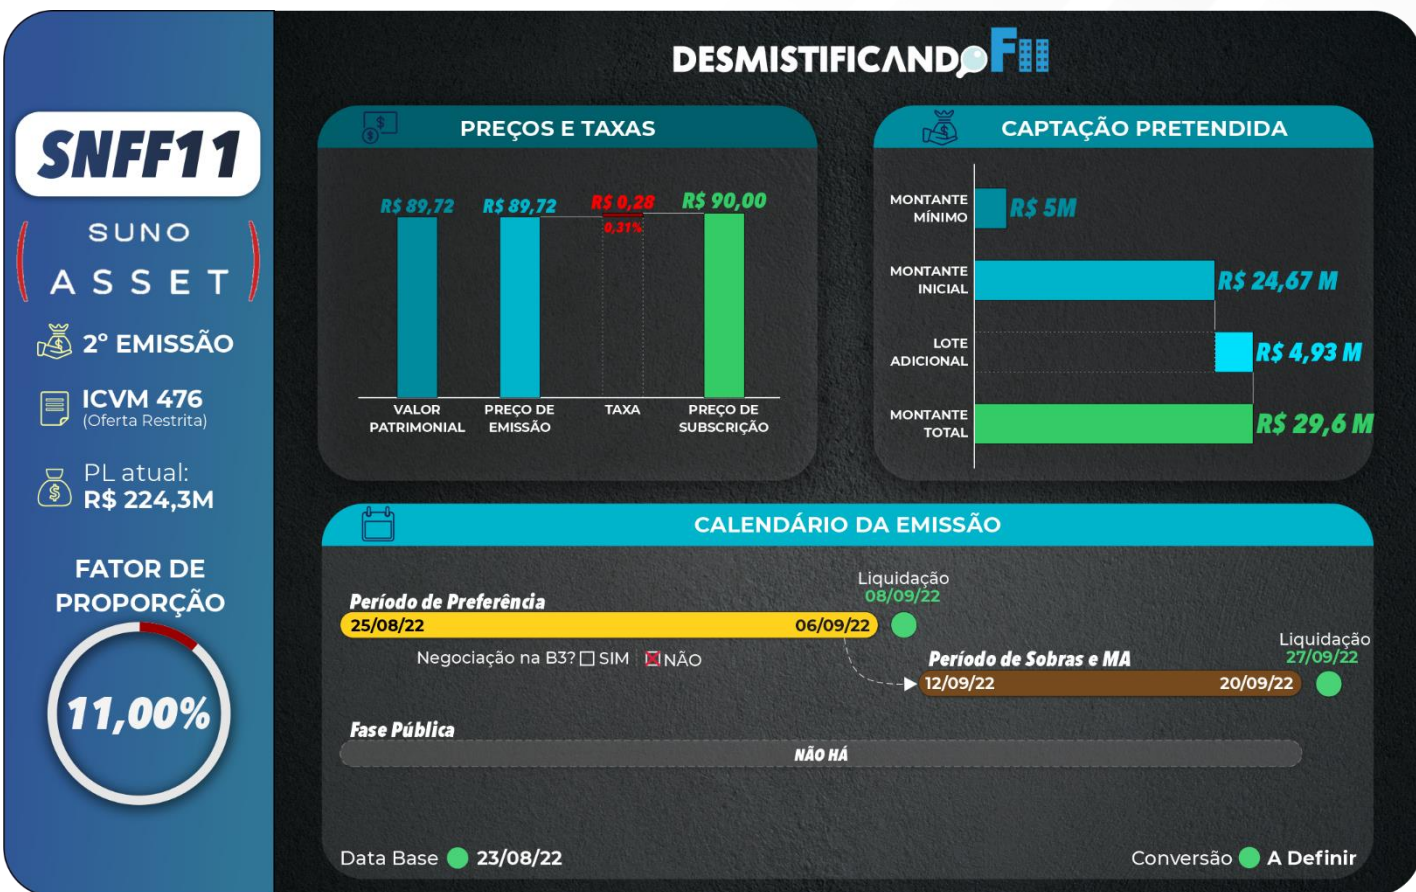 DESMISTIFICANDO FII
SNFF11
SUNO
ASSET
2º EMISSÃO
ICVM 476
(Oferta Restrita)
PL atual:
R$ 224,3M
FATOR DE
PROPORÇÃO
11,00%
PREÇOS E TAXAS
R$ 89,72
R$ 89,72
R$ 0,28
R$ 90,00
0,31%
VALOR
PATRIMONIAL
PREÇO DE
EMISSÃO
TAXA
PREÇO DE
SUBSCRIÇÃO
CAPTAÇÃO PRETENDIDA
MONTANTE
MÍNIMO
R$ 5M
MONTANTE
INICIAL
R$ 24,67 M
LOTE
ADICIONAL
R$ 4,93 M
MONTANTE
TOTAL
R$ 29,6 M
CALENDÁRIO DA EMISSÃO
Período de Preferência
25/08/22
06/09/22
Liquidação
08/09/22
Negociação na B3? SIM NÃO
Período de Sobras e MA
12/09/22
20/09/22
Liquidação
27/09/22
Fase Pública
NÃO HÁ
Data Base 23/08/22
Conversão A Definir